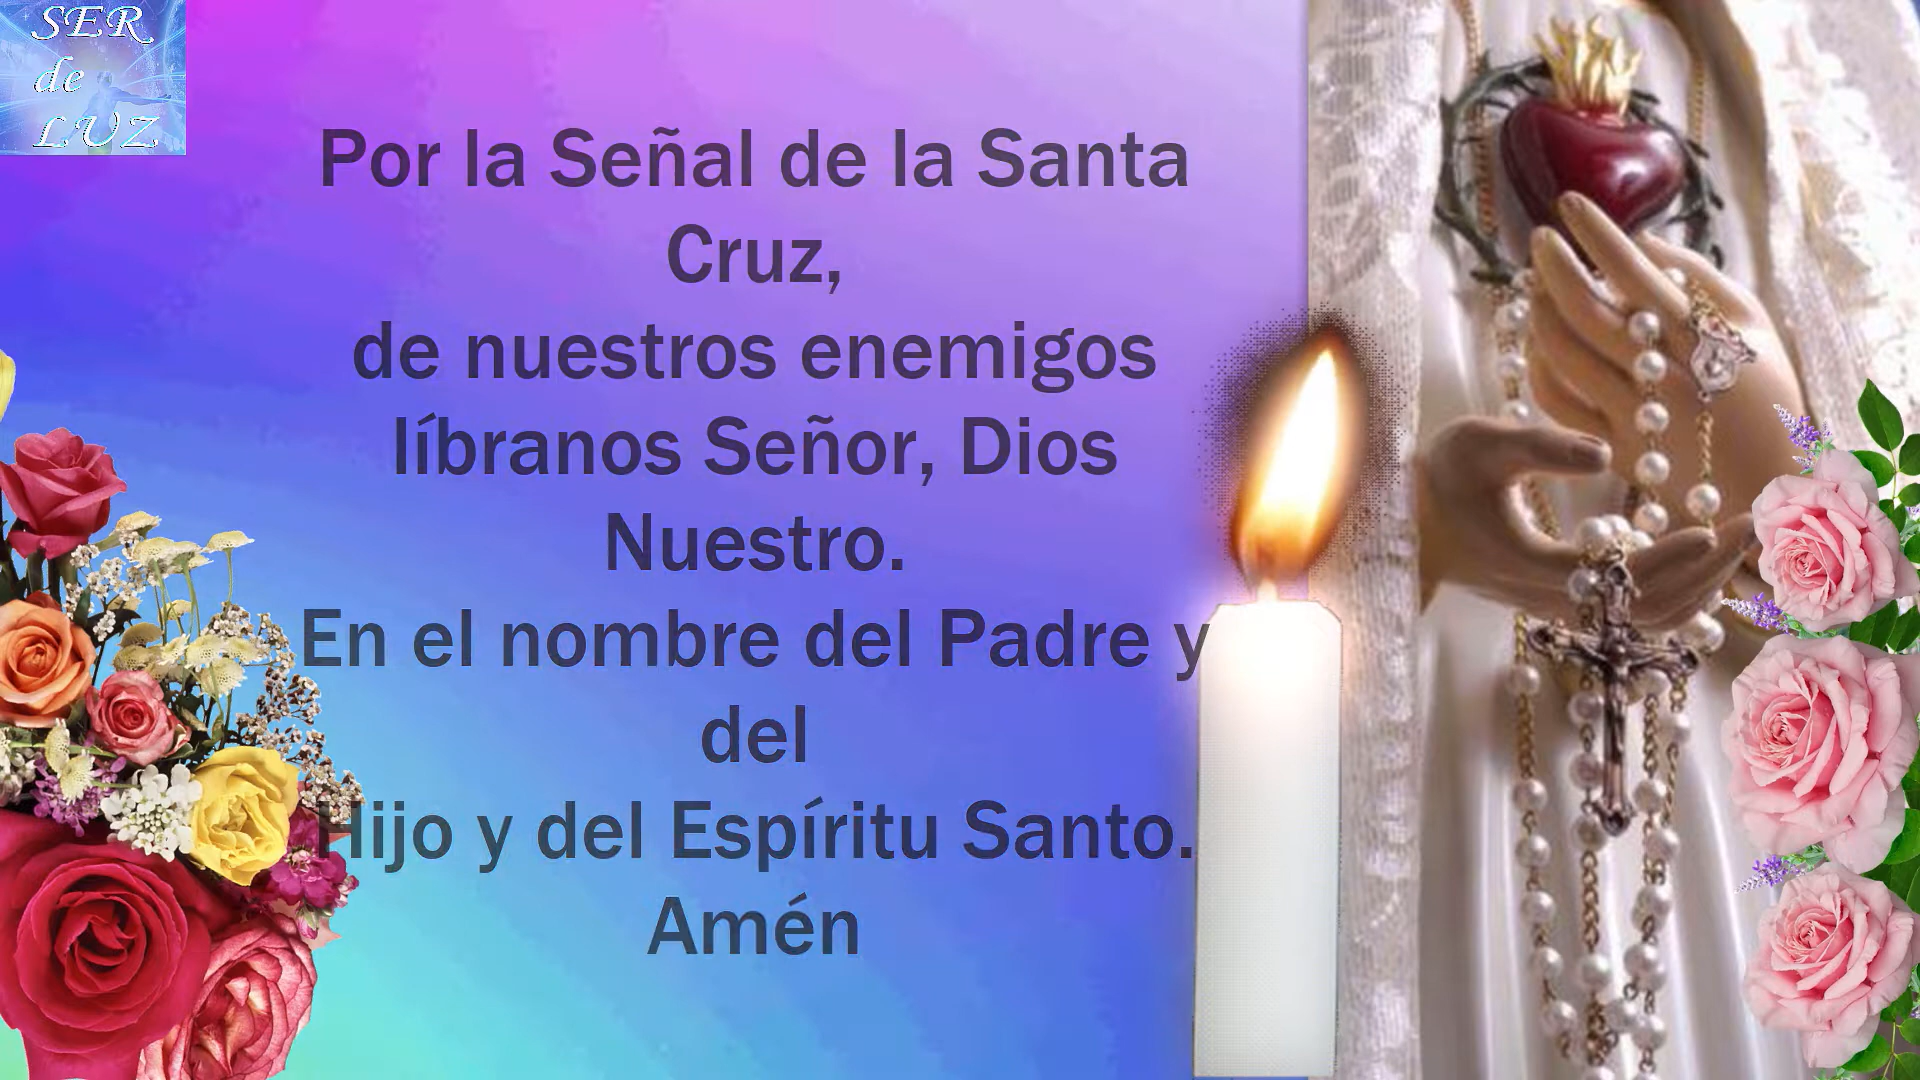 SER
de
LUZ
Por la Señal de la Santa
Cruz,
de nuestros enemigos
líbranos Señor, Dios
Nuestro.
En el nombre del Padre y
del
Hijo y del Espíritu Santo.
Amén